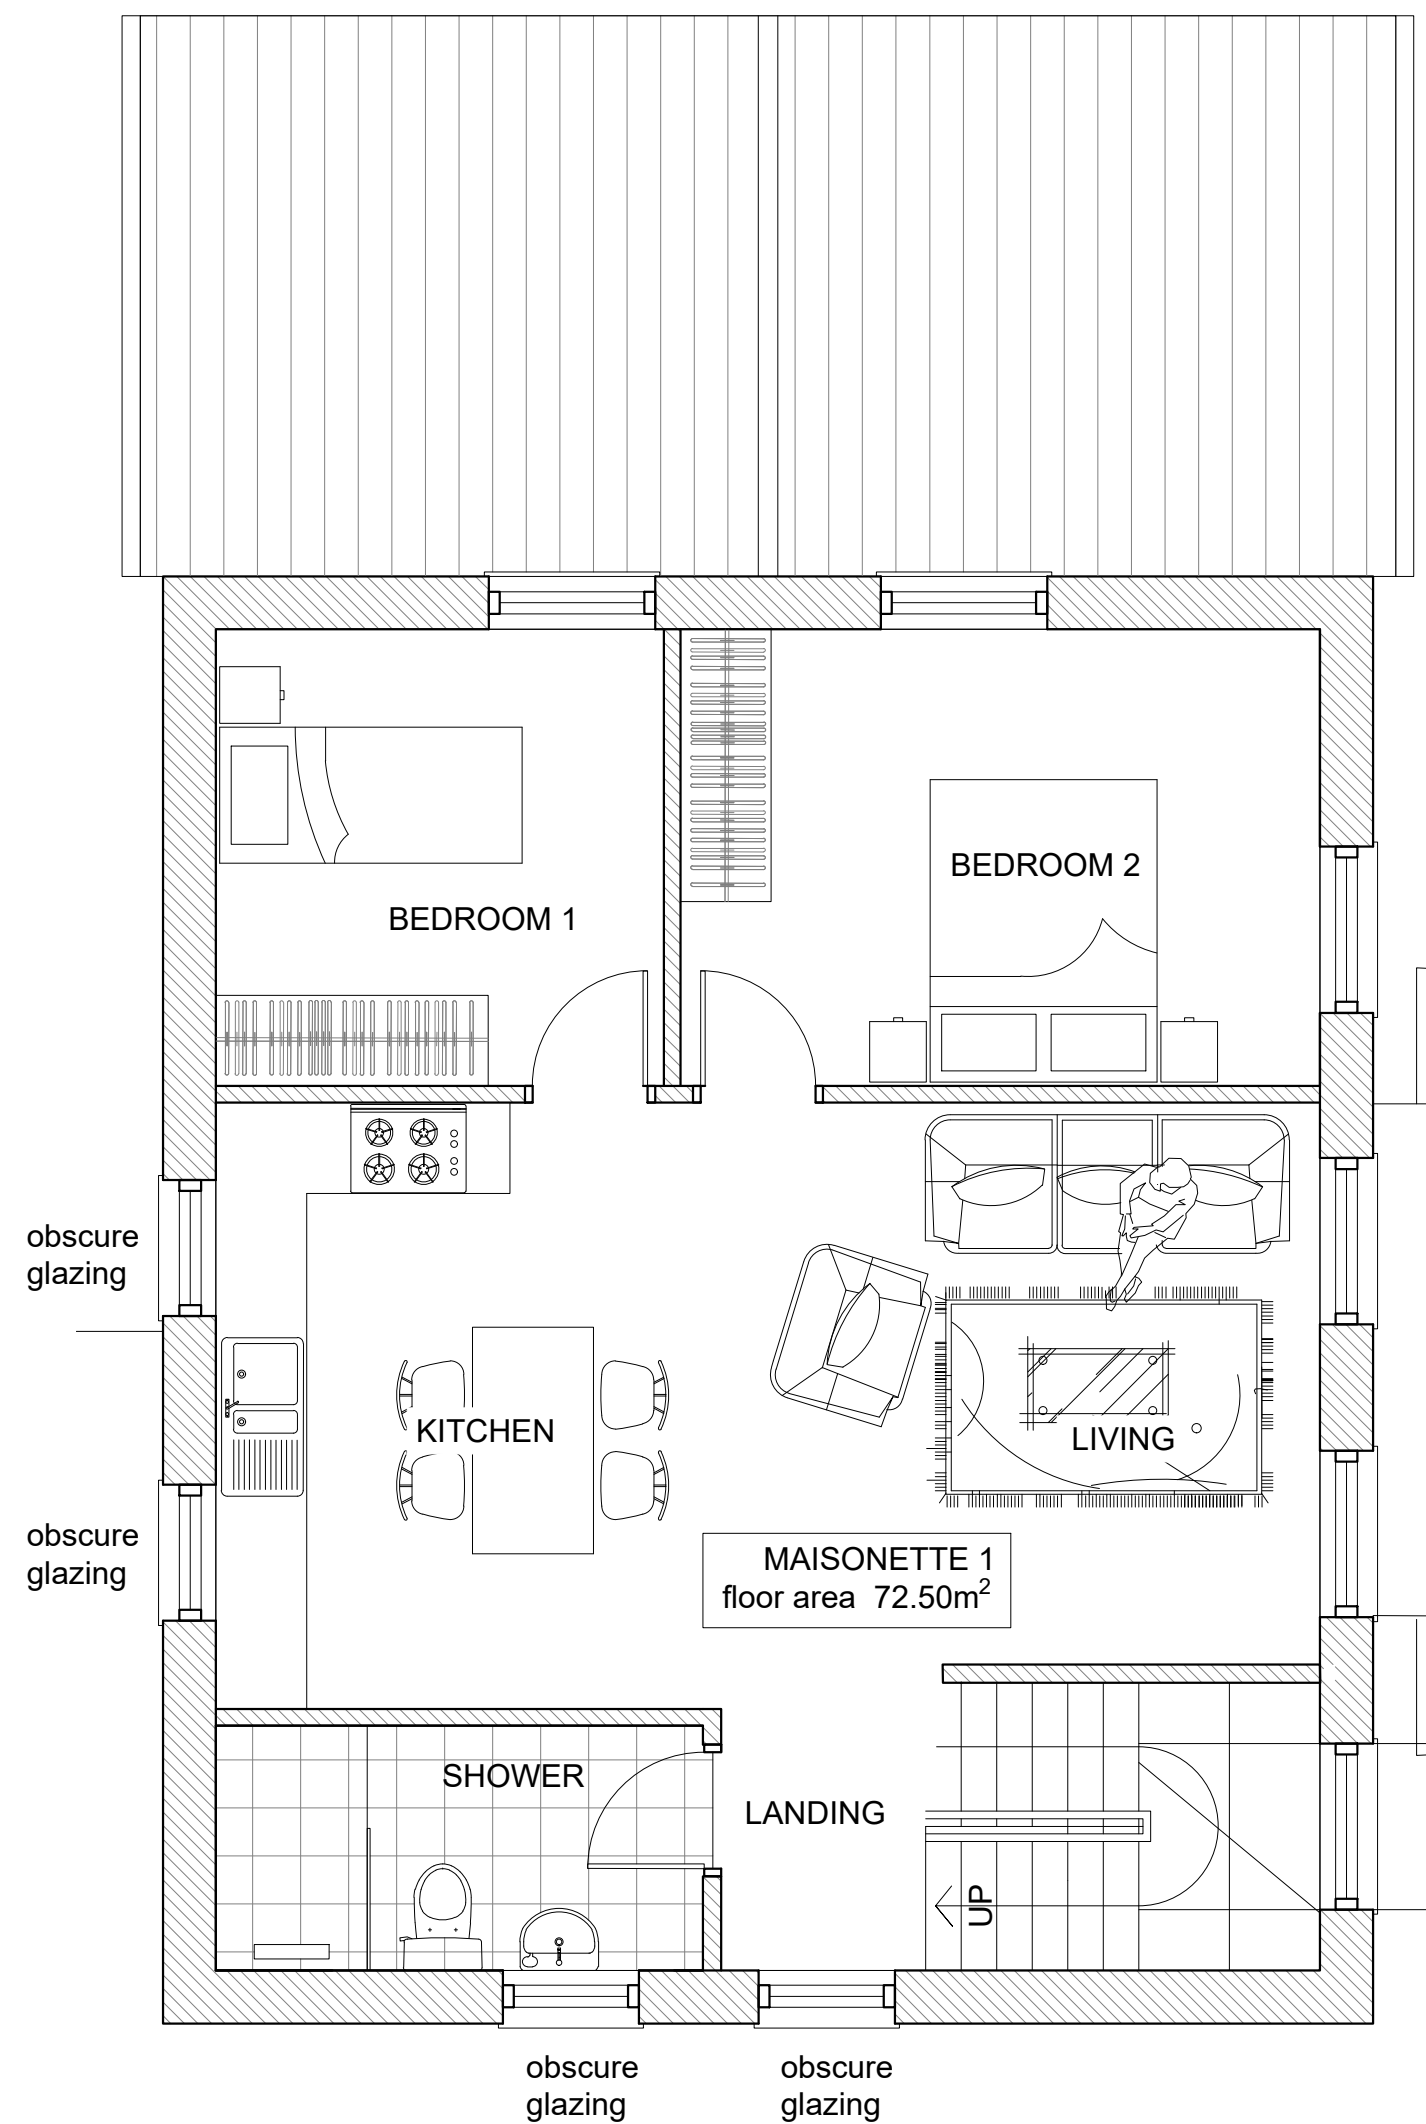 BEDROOM 2
BEDROOM 1
obscure
glazing
KITCHEN
LIVING
obscure
glazing
MAISONETTE 1
floor area 72.50m²
SHOWER
LANDING
UP
obscure
glazing
obscure
glazing